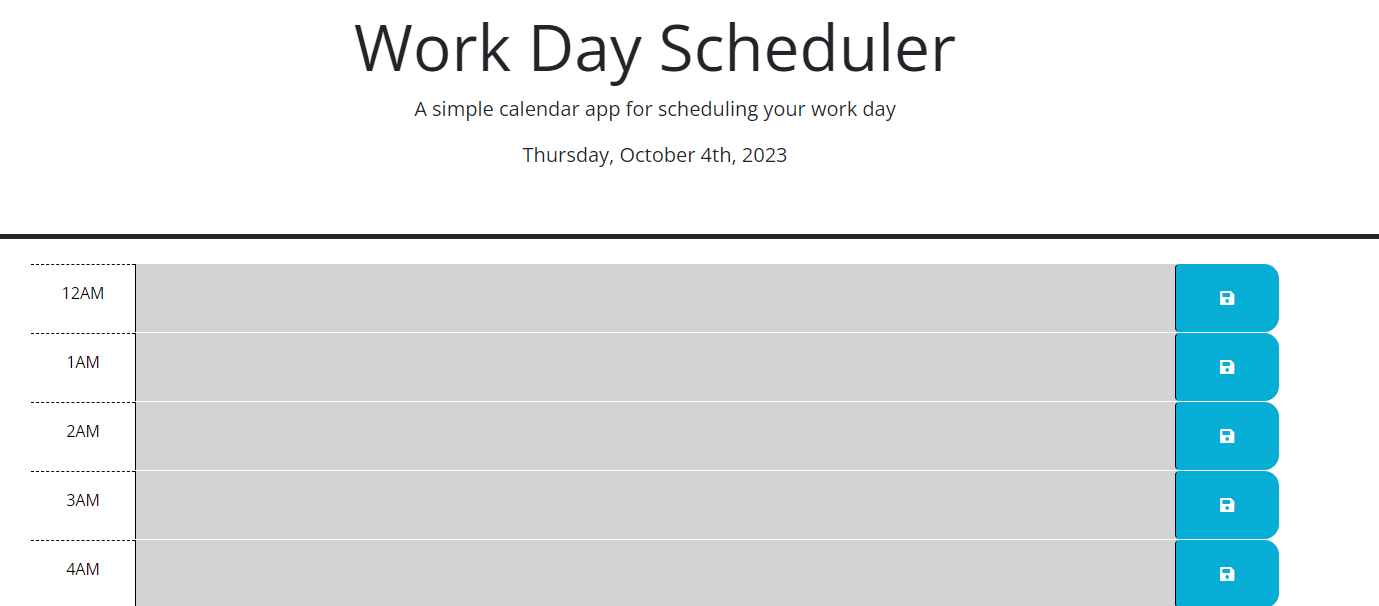 Work Day Scheduler
A simple calendar app for scheduling your work day
Thursday, October 4th, 2023
12AM
1AM
2AM
3AM
4AM